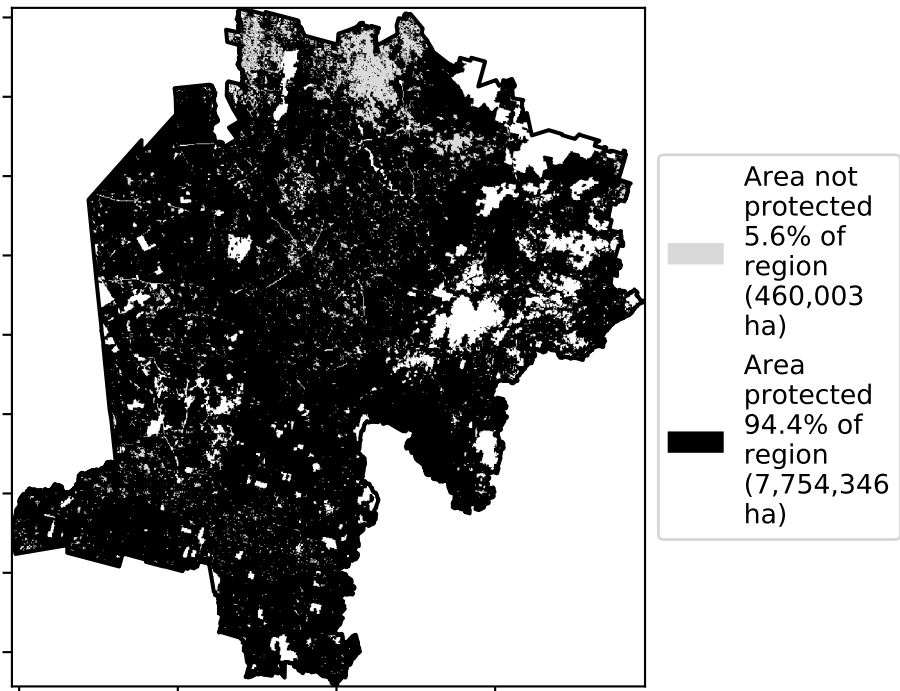 Area not
protected
5.6% of
region
(460,003
ha)
Area
protected
94.4% of
region
(7,754,346
ha)